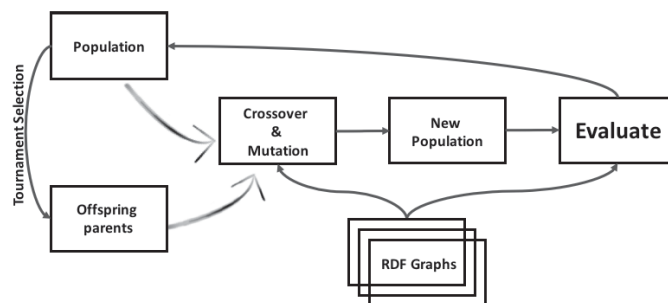 Population
Tournament Selection
Crossover
&
Mutation
New
Population
Evaluate
Offspring
parents
RDF Graphs